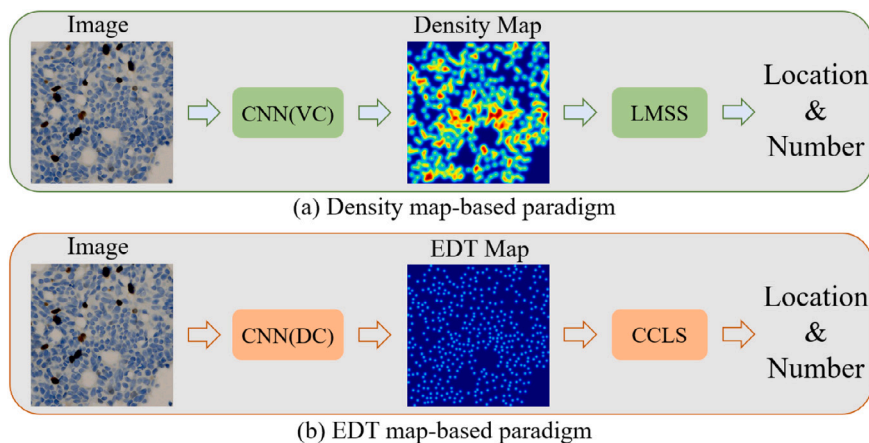 Image
Density Map
CNN(VC)
LMSS
Location
&
Number
(a) Density map-based paradigm
Image
EDT Map
CNN(DC)
CCLS
Location
&
Number
(b) EDT map-based paradigm